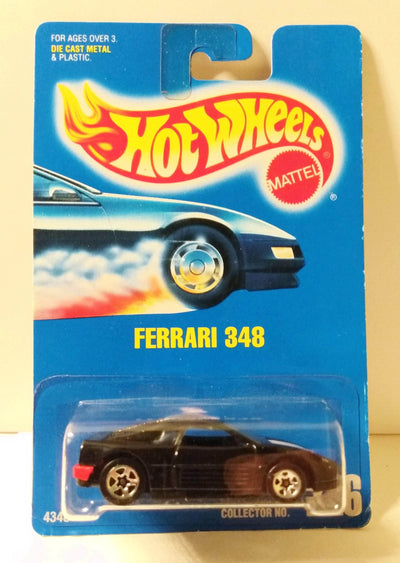 FOR AGES OVER 3.
DIE CAST METAL
& PLASTIC.
HOT WHEELS
MATTEL
®
FERRARI 348
COLLECTOR NO.